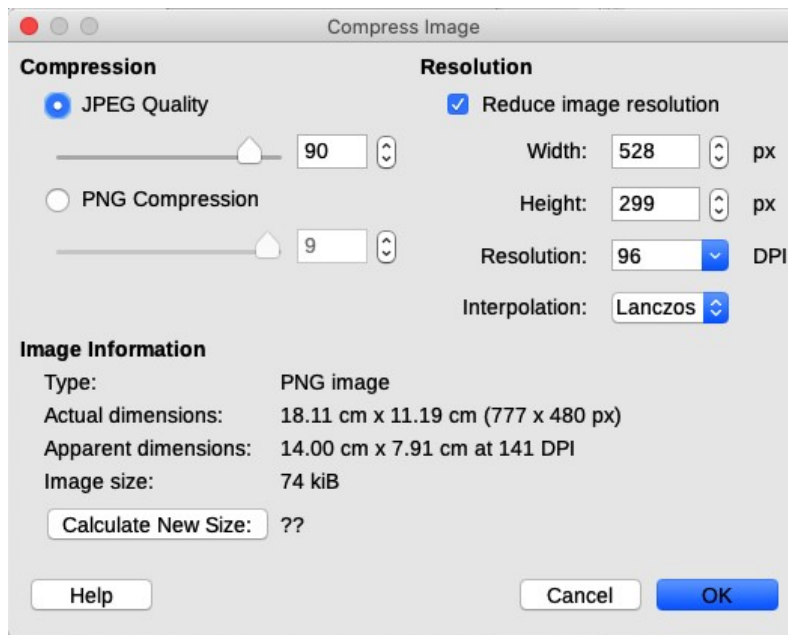 Compress Image
Compression
JPEG Quality
90
PNG Compression
9
Resolution
Reduce image resolution
Width: 528 px
Height: 299 px
Resolution: 96 DPI
Interpolation: Lanczos
Image Information
Type: PNG image
Actual dimensions: 18.11 cm x 11.19 cm (777 x 480 px)
Apparent dimensions: 14.00 cm x 7.91 cm at 141 DPI
Image size: 74 kiB
Calculate New Size: ??
Help Cancel OK